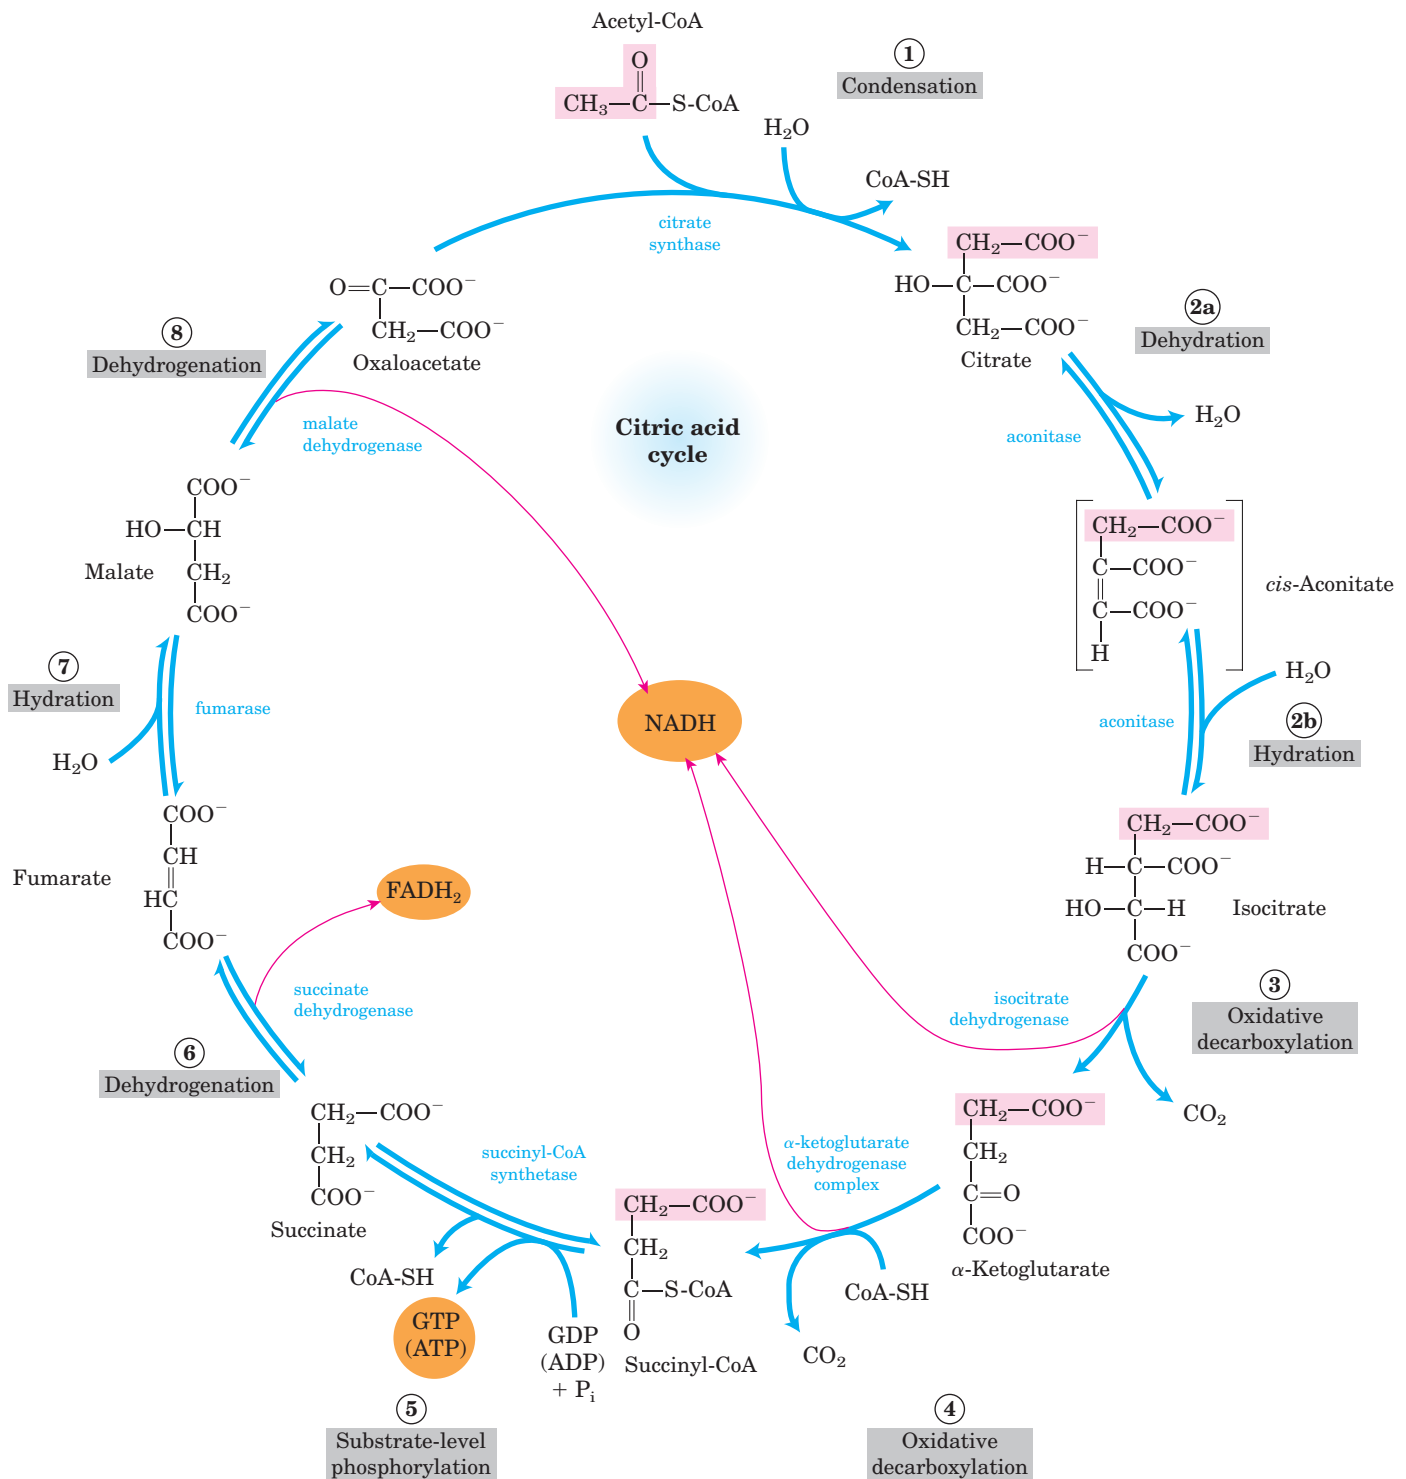 Acetyl-CoA
O
CH₃—C—S-CoA
①
Condensation
H₂O
CoA-SH
citrate
synthase
CH₂—COO⁻
HO—C—COO⁻
CH₂—COO⁻
Citrate
2a
Dehydration
H₂O
aconitase
CH₂—COO⁻
C—COO⁻
C—COO⁻
H
cis-Aconitate
H₂O
aconitase
2b
Hydration
CH₂—COO⁻
H—C—COO⁻
HO—C—H
COO⁻
Isocitrate
③
Oxidative
decarboxylation
isocitrate
dehydrogenase
CO₂
CH₂—COO⁻
CH₂
C=O
COO⁻
α-Ketoglutarate
α-ketoglutarate
dehydrogenase
complex
CoA-SH
CO₂
④
Oxidative
decarboxylation
CH₂—COO⁻
CH₂
C—S-CoA
O
Succinyl-CoA
succinyl-CoA
synthetase
GDP
(ADP)
+ Pᵢ
GTP
(ATP)
CoA-SH
⑤
Substrate-level
phosphorylation
CH₂—COO⁻
CH₂
COO⁻
Succinate
⑥
Dehydrogenation
succinate
dehydrogenase
FADH₂
COO⁻
CH
HC
COO⁻
Fumarate
⑦
Hydration
H₂O
fumarase
COO⁻
HO—CH
CH₂
COO⁻
Malate
⑧
Dehydrogenation
malate
dehydrogenase
O=C—COO⁻
CH₂—COO⁻
Oxaloacetate
Citric acid
cycle
NADH